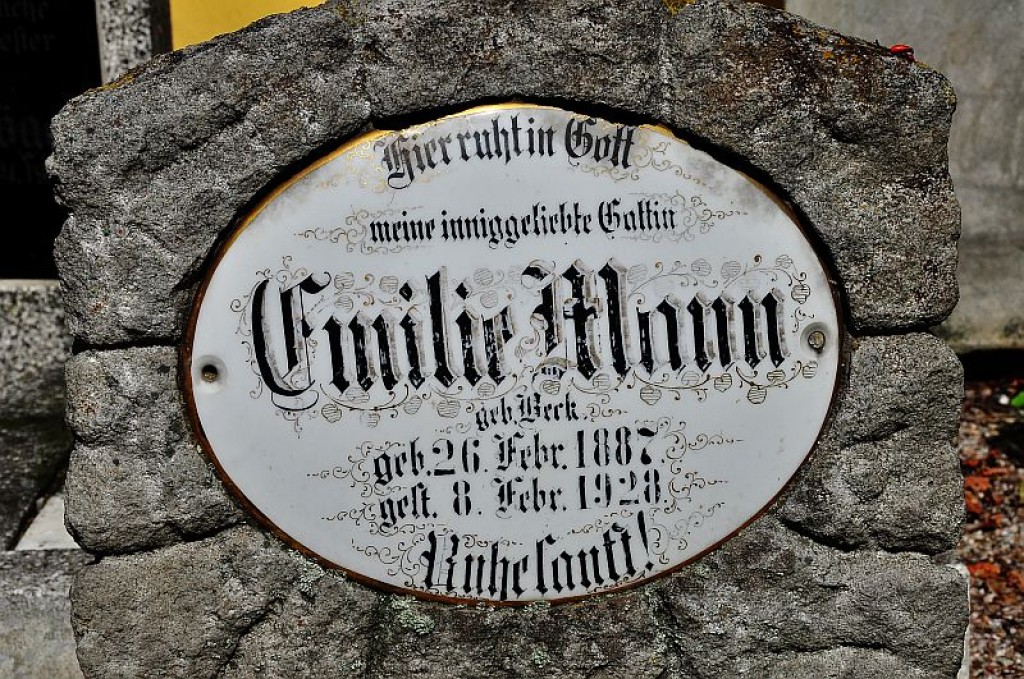 Hier ruht in Gott
meine inniggeliebte Gattin
Emilie Mann
geb. Beck.
geb. 26. Febr. 1887.
gest. 8. Febr. 1928.
Ruhe sanft!